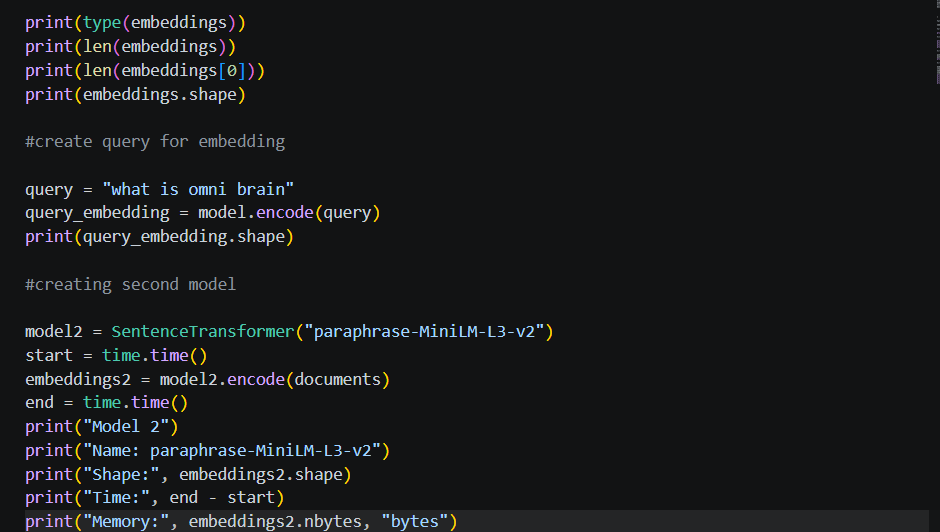 print(type(embeddings))
print(len(embeddings))
print(len(embeddings[0]))
print(embeddings.shape)
#create query for embedding
query = "what is omni brain"
query_embedding = model.encode(query)
print(query_embedding.shape)
#creating second model
model2 = SentenceTransformer("paraphrase-MiniLM-L3-v2")
start = time.time()
embeddings2 = model2.encode(documents)
end = time.time()
print("Model 2")
print("Name: paraphrase-MiniLM-L3-v2")
print("Shape:", embeddings2.shape)
print("Time:", end - start)
print("Memory:", embeddings2.nbytes, "bytes")